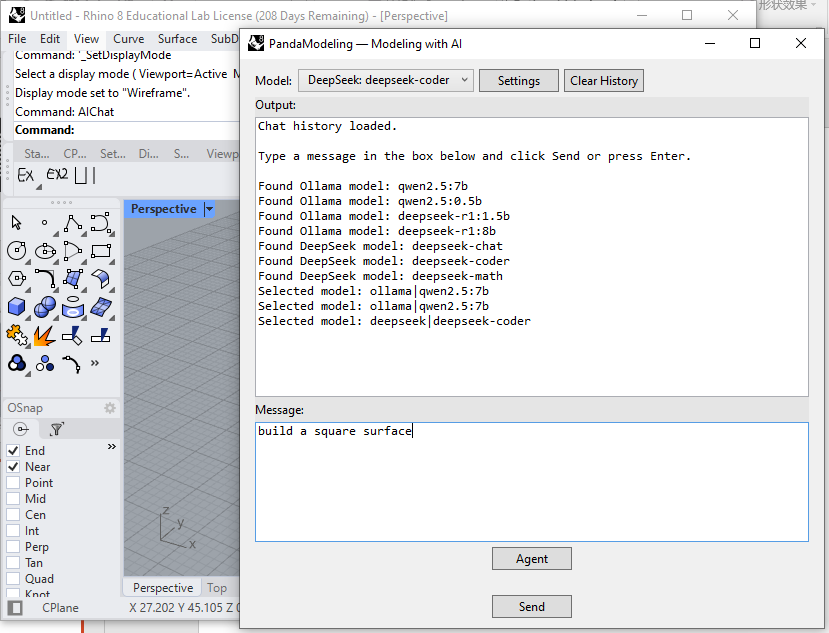 Untitled - Rhino 8 Educational Lab License (208 Days Remaining) - [Perspective]
形状效果
File Edit View Curve Surface SubD
Command: '_SetDisplayMode
Select a display mode ( Viewport=Active M
Display mode set to "Wireframe".
Command: AIChat
Command:
Sta... CP... Set... Di... S... Viewp
EX EX2
Perspective
OSnap
End
Near
Point
Mid
Cen
Int
Perp
Tan
Quad
Knot
Z
y
x
Perspective Top
CPlane X 27.202 Y 45.105 Z 0
PandaModeling — Modeling with AI
Model: DeepSeek: deepseek-coder Settings Clear History
Output:
Chat history loaded.
Type a message in the box below and click Send or press Enter.
Found Ollama model: qwen2.5:7b
Found Ollama model: qwen2.5:0.5b
Found Ollama model: deepseek-r1:1.5b
Found Ollama model: deepseek-r1:8b
Found DeepSeek model: deepseek-chat
Found DeepSeek model: deepseek-coder
Found DeepSeek model: deepseek-math
Selected model: ollama|qwen2.5:7b
Selected model: ollama|qwen2.5:7b
Selected model: deepseek|deepseek-coder
Message:
build a square surface
Agent
Send